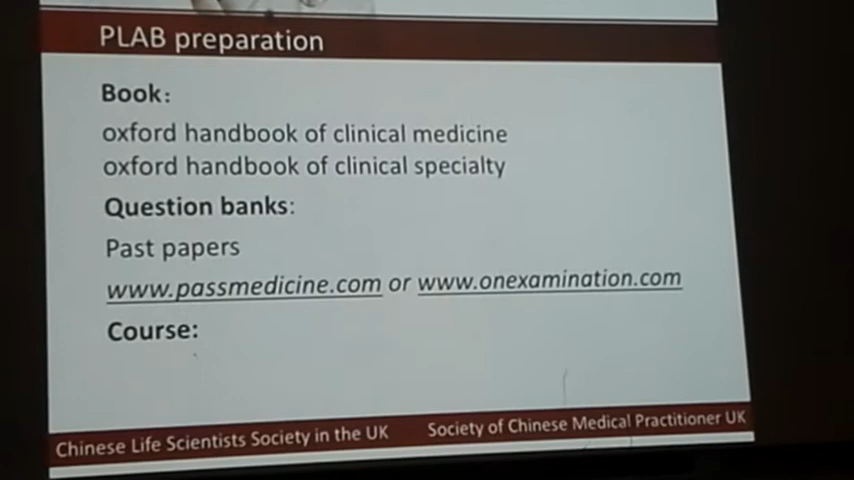 PLAB preparation
Book:
oxford handbook of clinical medicine
oxford handbook of clinical specialty
Question banks:
Past papers
www.passmedicine.com or www.onexamination.com
Course:
Chinese Life Scientists Society in the UK Society of Chinese Medical Practitioner UK